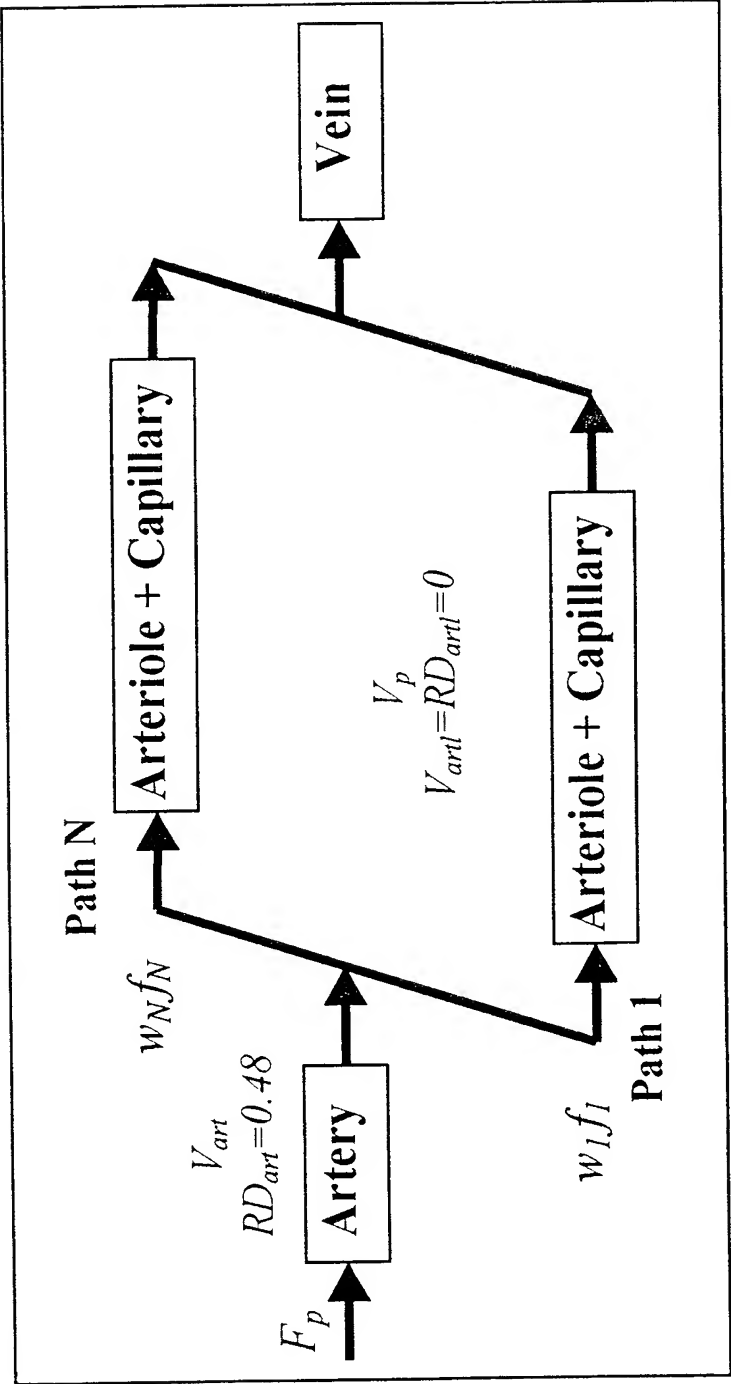 Path N
w_N f_N
Arteriole + Capillary
V_art
RD_art=0.48
F_p
Artery
V_p
V_artl=RD_artl=0
Vein
w_1 f_1
Arteriole + Capillary
Path 1